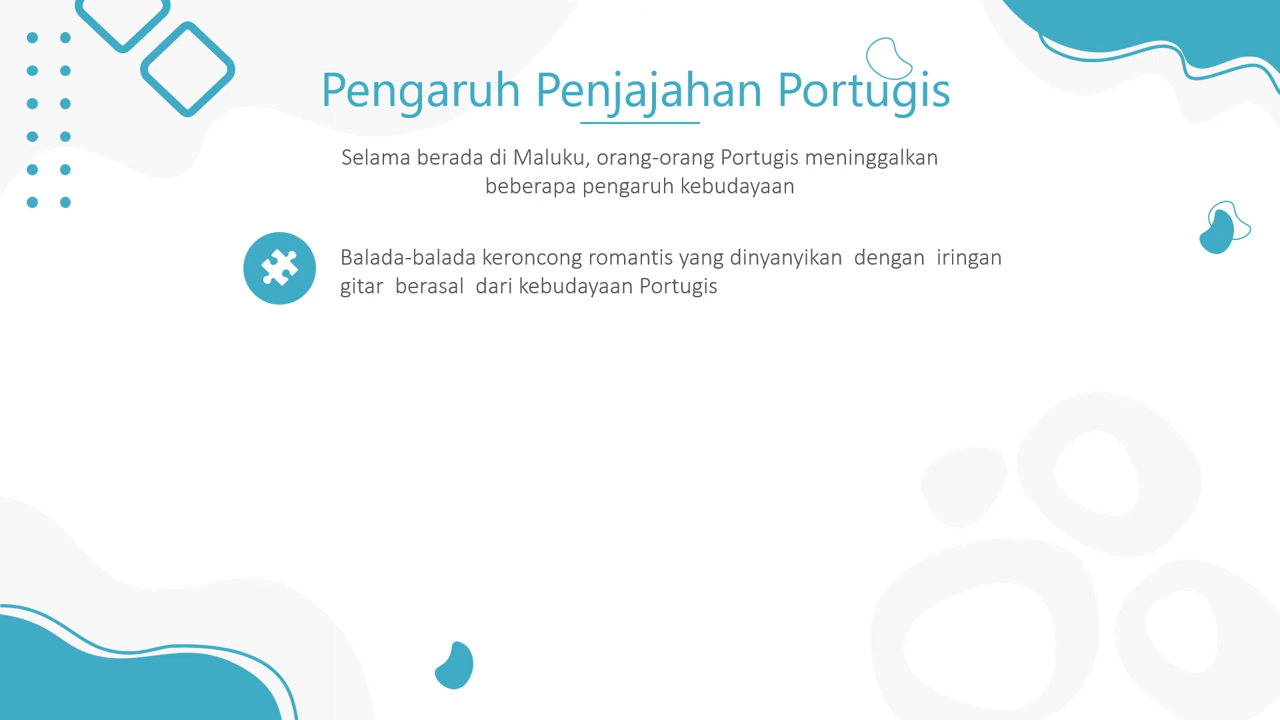 Pengaruh Penjajahan Portugis
Selama berada di Maluku, orang-orang Portugis meninggalkan
beberapa pengaruh kebudayaan
Balada-balada keroncong romantis yang dinyanyikan dengan iringan
gitar berasal dari kebudayaan Portugis